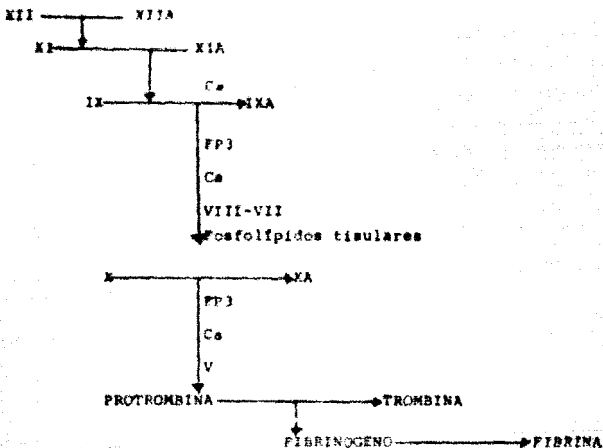 XII XIIA
XI XIA
Ca
IX IXA
FP3
Ca
VIII-VII
Fosfolípidos tisulares
X XA
FP3
Ca
V
PROTROMBINA TROMBINA
FIBRINOGENO FIBRINA